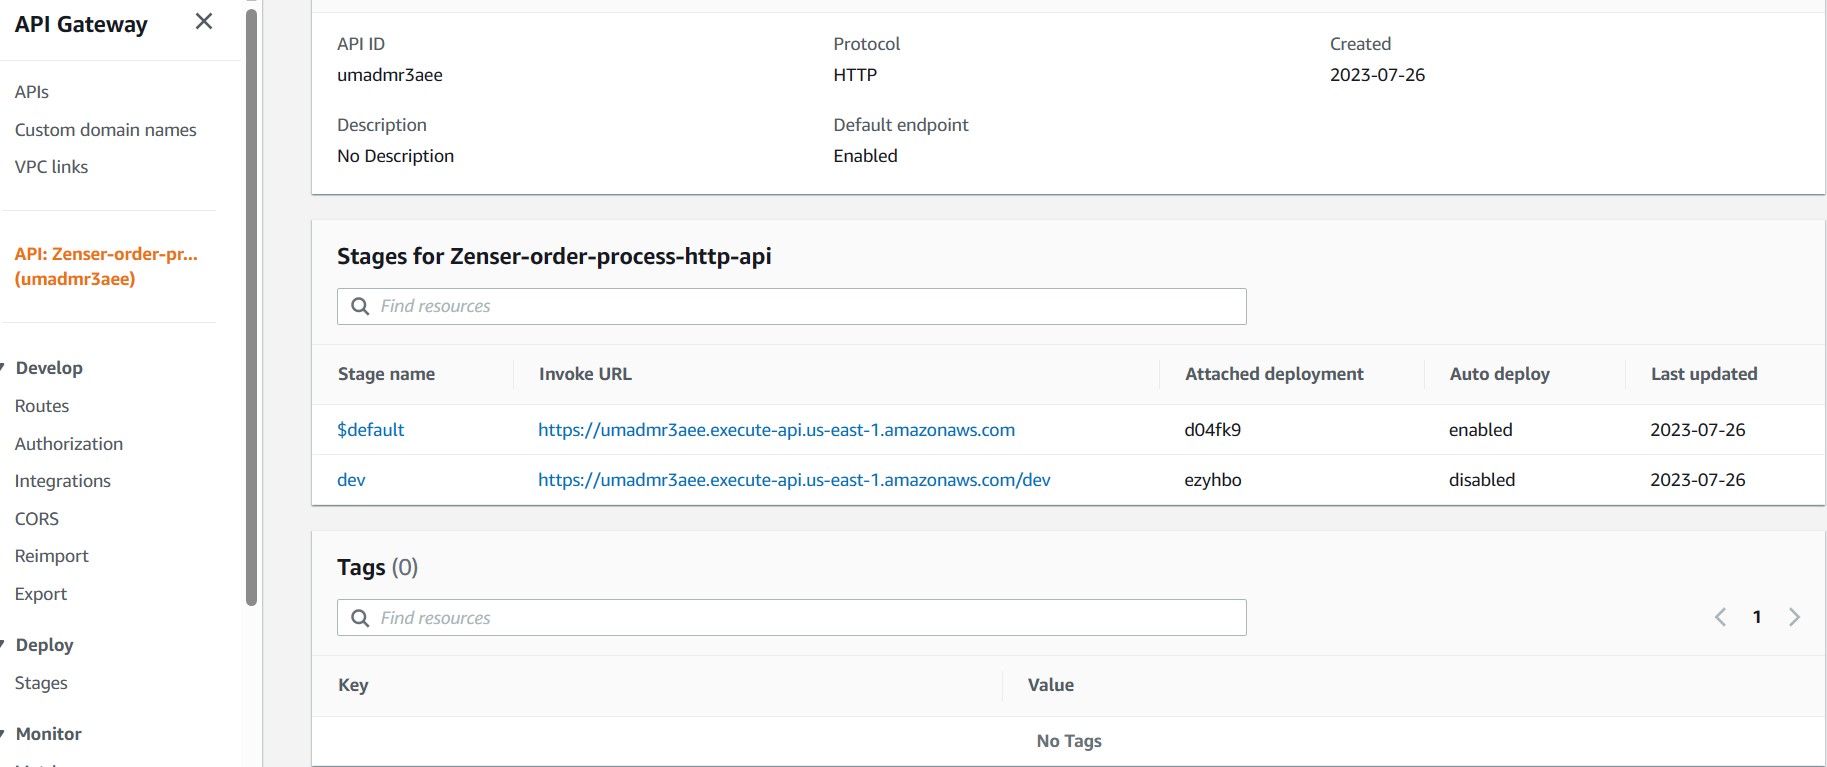 API Gateway
APIs
Custom domain names
VPC links
API: Zenser-order-pr...
(umadmr3aee)
Develop
Routes
Authorization
Integrations
CORS
Reimport
Export
Deploy
Stages
Monitor
API ID
umadmr3aee
Protocol
HTTP
Created
2023-07-26
Description
No Description
Default endpoint
Enabled
Stages for Zenser-order-process-http-api
Find resources
Stage name Invoke URL Attached deployment Auto deploy Last updated
$default https://umadmr3aee.execute-api.us-east-1.amazonaws.com d04fk9 enabled 2023-07-26
dev https://umadmr3aee.execute-api.us-east-1.amazonaws.com/dev ezyhbo disabled 2023-07-26
Tags (0)
Find resources
1
Key Value
No Tags